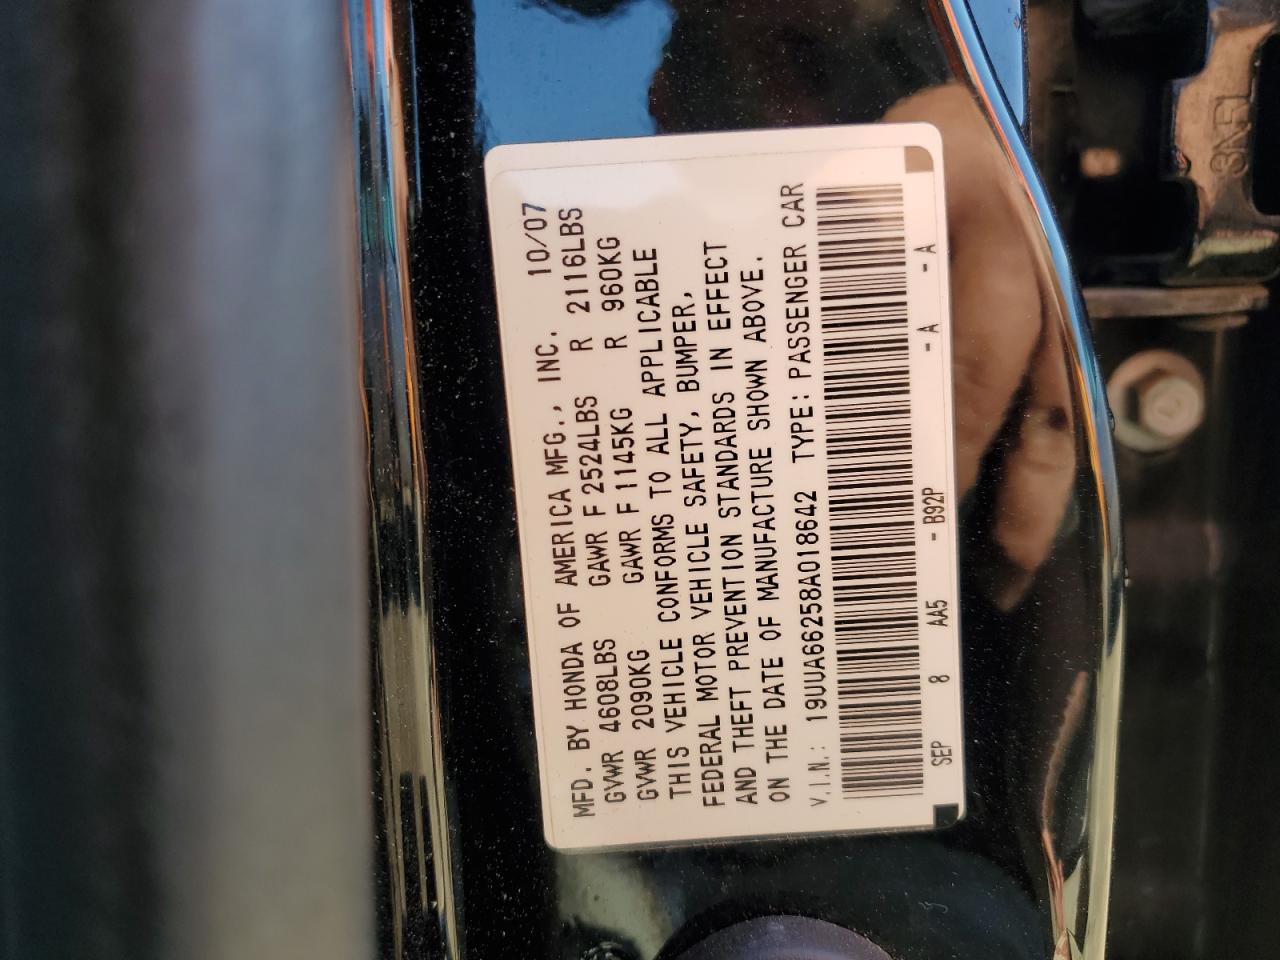 MFD. BY HONDA OF AMERICA MFG., INC. 10/07
GVWR 4608LBS GAWR F 2524LBS R 2116LBS
GVWR 2090KG GAWR F 1145KG R 960KG
THIS VEHICLE CONFORMS TO ALL APPLICABLE
FEDERAL MOTOR VEHICLE SAFETY, BUMPER,
AND THEFT PREVENTION STANDARDS IN EFFECT
ON THE DATE OF MANUFACTURE SHOWN ABOVE.
V.I.N.: 19UUA66258A018642 TYPE: PASSENGER CAR
SEP 8 AA5 - B92P - A - A